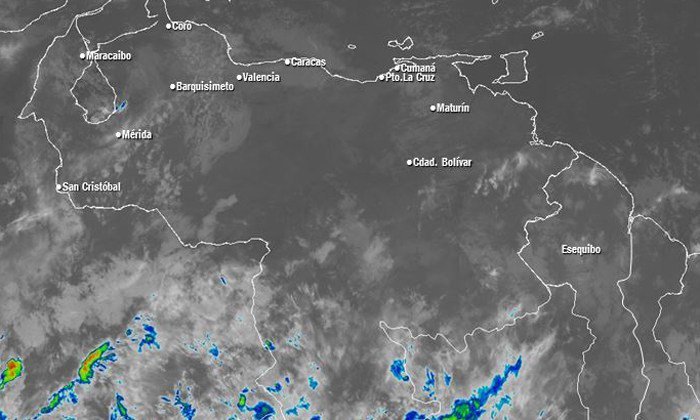 Coro
Maracaibo
Caracas
Cumaná
Valencia
Pto.La Cruz
Barquisimeto
Maturín
Mérida
Cdad. Bolívar
San Cristóbal
Esequibo